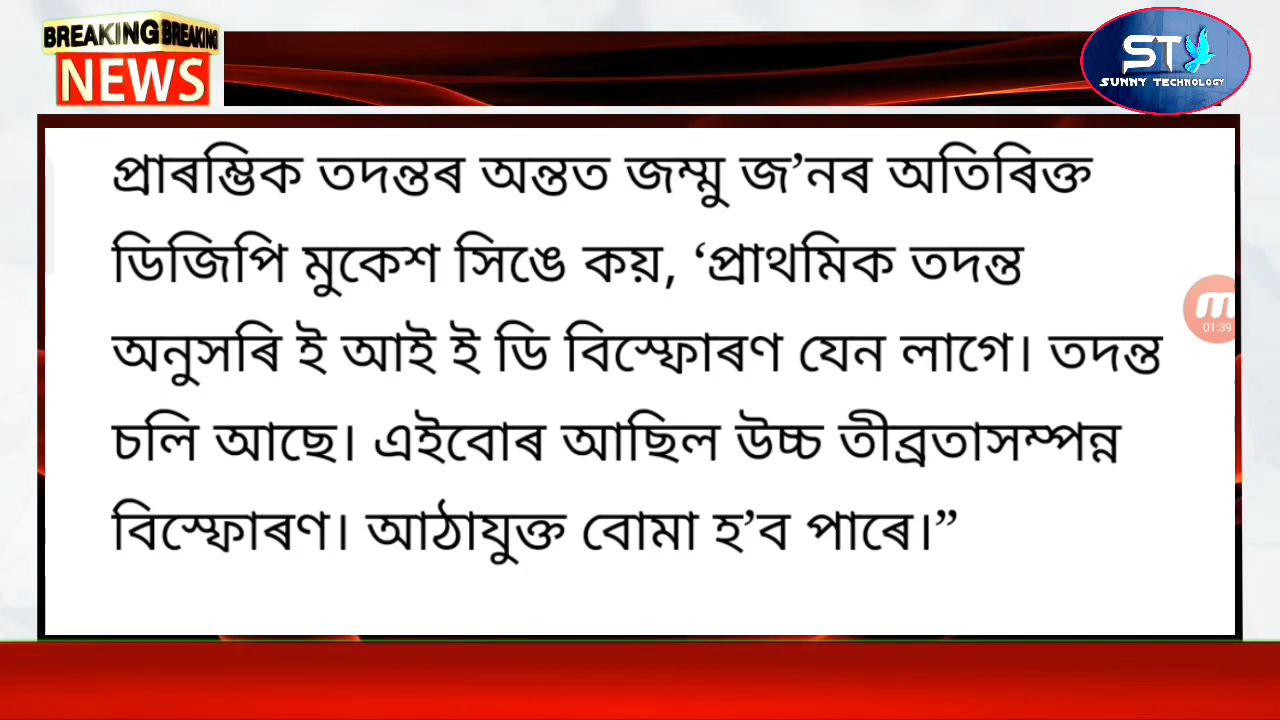 BREAKING BREAKING
NEWS
ST
SUNNY TECHNOLOGY
প্ৰাৰম্ভিক তদন্তৰ অন্তত জম্মু জ’নৰ অতিৰিক্ত
ডিজিপি মুকেশ সিঙে কয়, ‘প্ৰাথমিক তদন্ত
অনুসৰি ই আই ই ডি বিস্ফোৰণ যেন লাগে। তদন্ত
চলি আছে। এইবোৰ আছিল উচ্চ তীব্ৰতাসম্পন্ন
বিস্ফোৰণ। আঠাযুক্ত বোমা হ’ব পাৰে।”
01:39